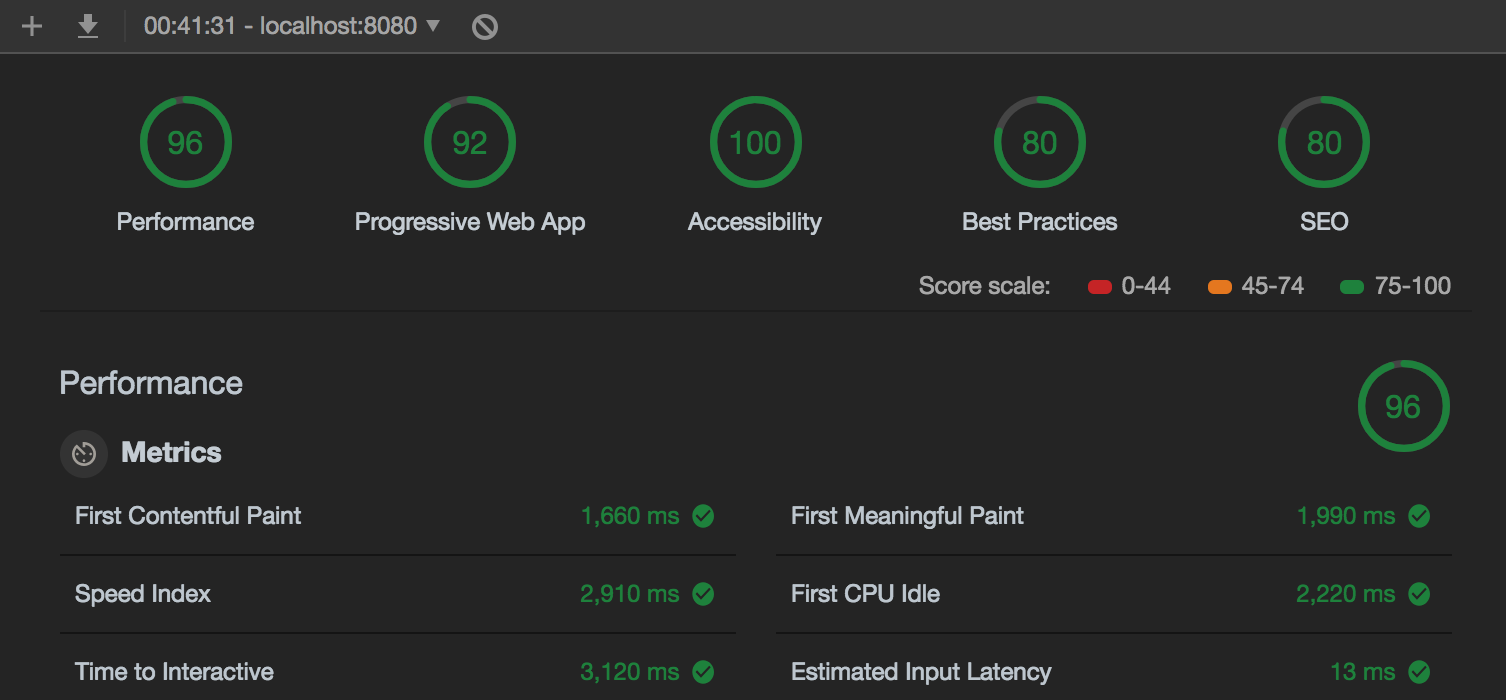 00:41:31 - localhost:8080
96 92 100 80 80
Performance Progressive Web App Accessibility Best Practices SEO
Score scale: 0-44 45-74 75-100
Performance 96
Metrics
First Contentful Paint 1,660 ms First Meaningful Paint 1,990 ms
Speed Index 2,910 ms First CPU Idle 2,220 ms
Time to Interactive 3,120 ms Estimated Input Latency 13 ms